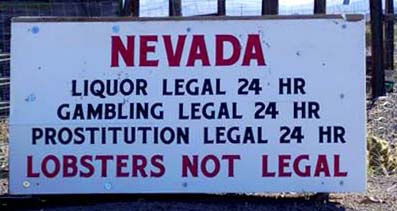 NEVADA
LIQUOR LEGAL 24 HR
GAMBLING LEGAL 24 HR
PROSTITUTION LEGAL 24 HR
LOBSTERS NOT LEGAL